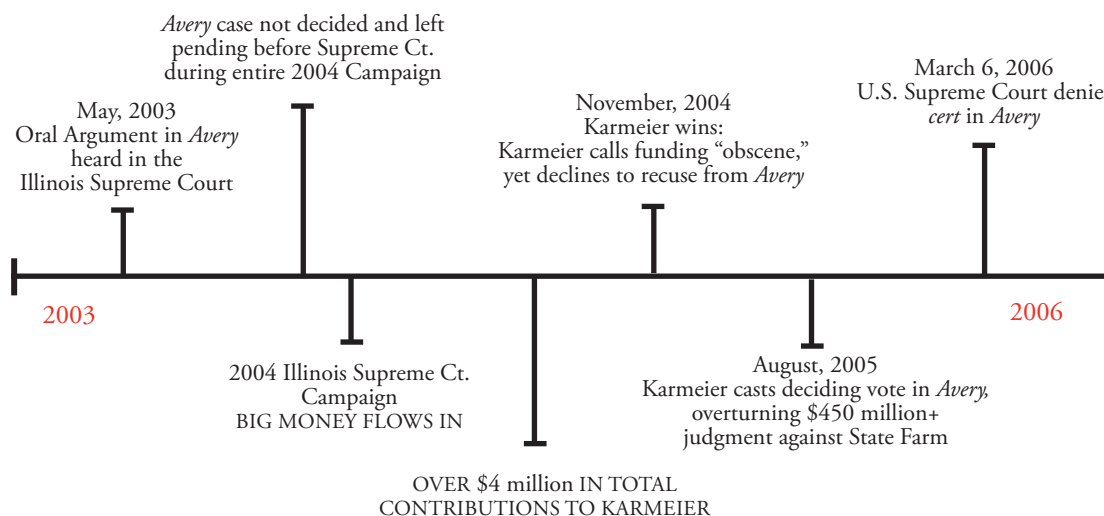 Avery case not decided and left
pending before Supreme Ct.
during entire 2004 Campaign
May, 2003
Oral Argument in Avery
heard in the
Illinois Supreme Court
November, 2004
Karmeier wins:
Karmeier calls funding “obscene,”
yet declines to recuse from Avery
March 6, 2006
U.S. Supreme Court denie
cert in Avery
2003
2006
2004 Illinois Supreme Ct.
Campaign
BIG MONEY FLOWS IN
August, 2005
Karmeier casts deciding vote in Avery,
overturning $450 million+
judgment against State Farm
OVER $4 million IN TOTAL
CONTRIBUTIONS TO KARMEIER